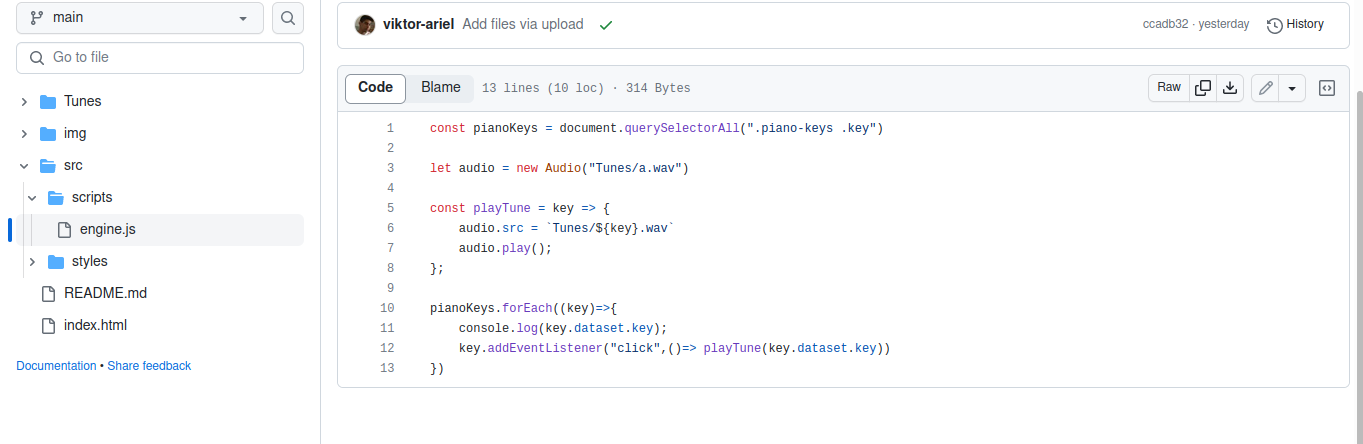 main
Go to file
Tunes
img
src
scripts
engine.js
styles
README.md
index.html
Documentation • Share feedback
viktor-ariel Add files via upload
ccadb32 · yesterday
History
Code Blame 13 lines (10 loc) · 314 Bytes
Raw
1 const pianoKeys = document.querySelectorAll(".piano-keys .key")
2
3 let audio = new Audio("Tunes/a.wav")
4
5 const playTune = key => {
6     audio.src = `Tunes/${key}.wav`
7     audio.play();
8 };
9
10 pianoKeys.forEach((key)=>{
11     console.log(key.dataset.key);
12     key.addEventListener("click",()=> playTune(key.dataset.key))
13 })